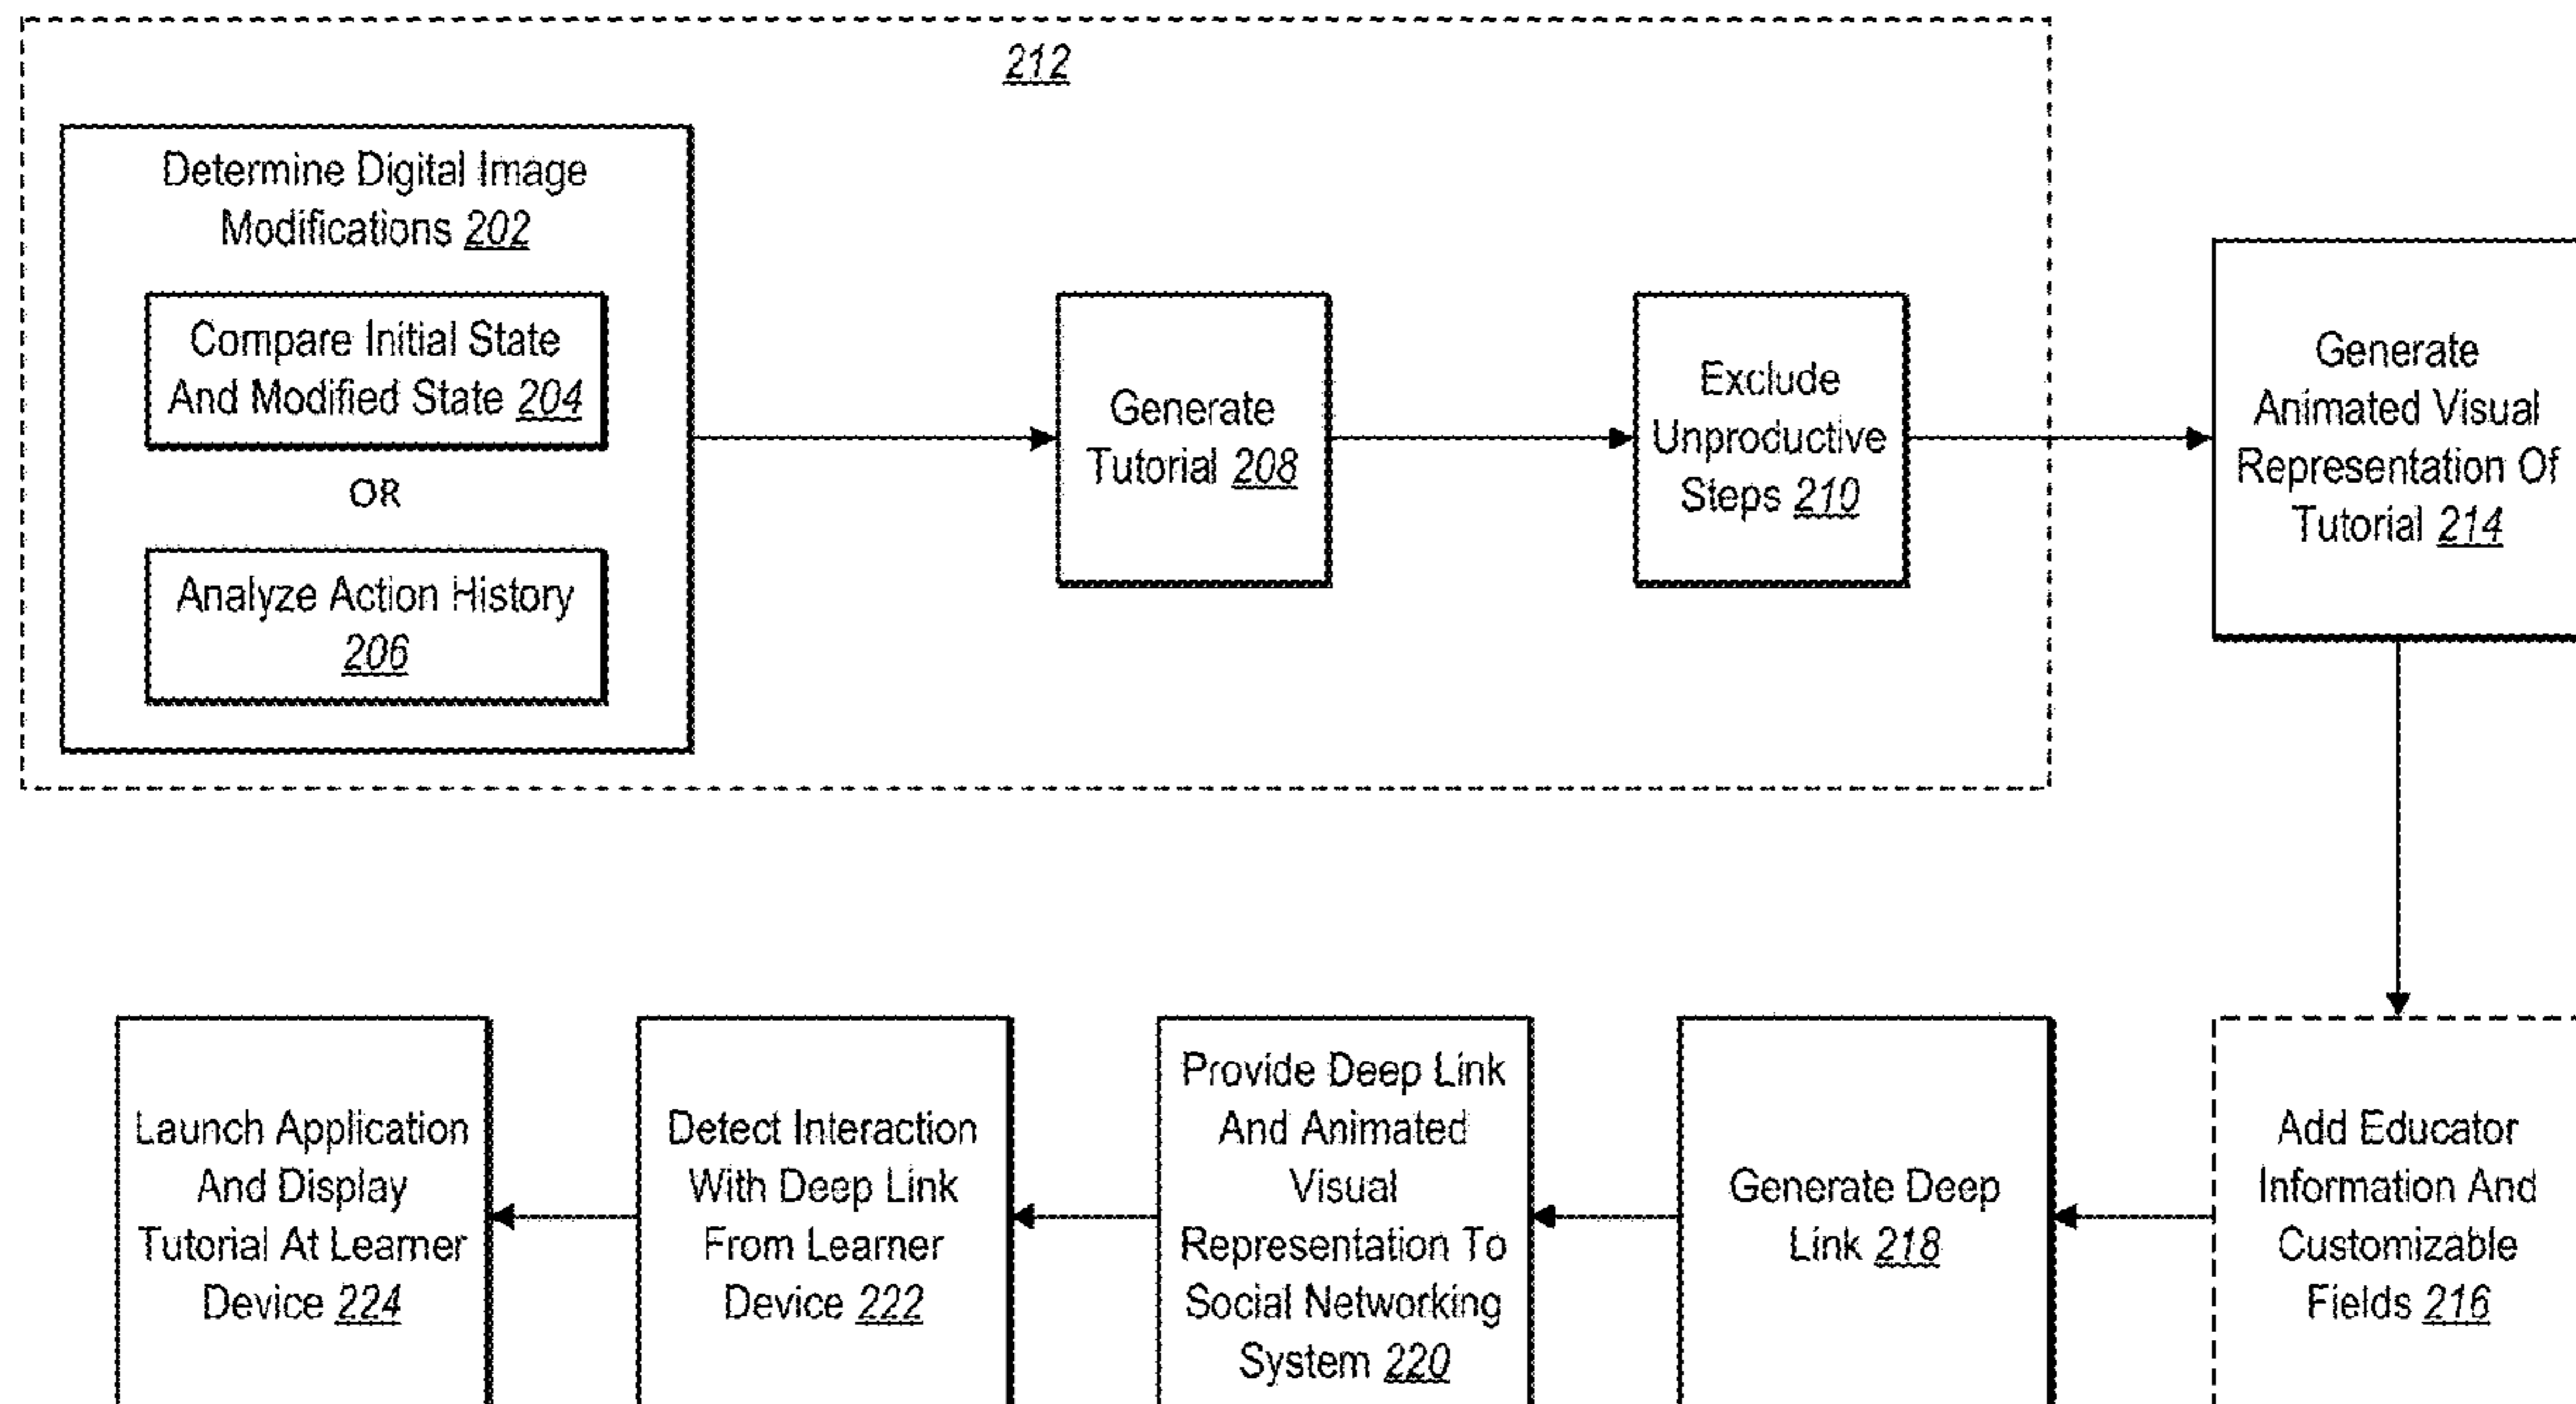 212
Determine Digital Image
Modifications 202
Compare Initial State
And Modified State 204
OR
Analyze Action History
206
Generate
Tutorial 208
Exclude
Unproductive
Steps 210
Generate
Animated Visual
Representation Of
Tutorial 214
Add Educator
Information And
Customizable
Fields 216
Generate Deep
Link 218
Provide Deep Link
And Animated
Visual
Representation To
Social Networking
System 220
Detect Interaction
With Deep Link
From Learner
Device 222
Launch Application
And Display
Tutorial At Learner
Device 224